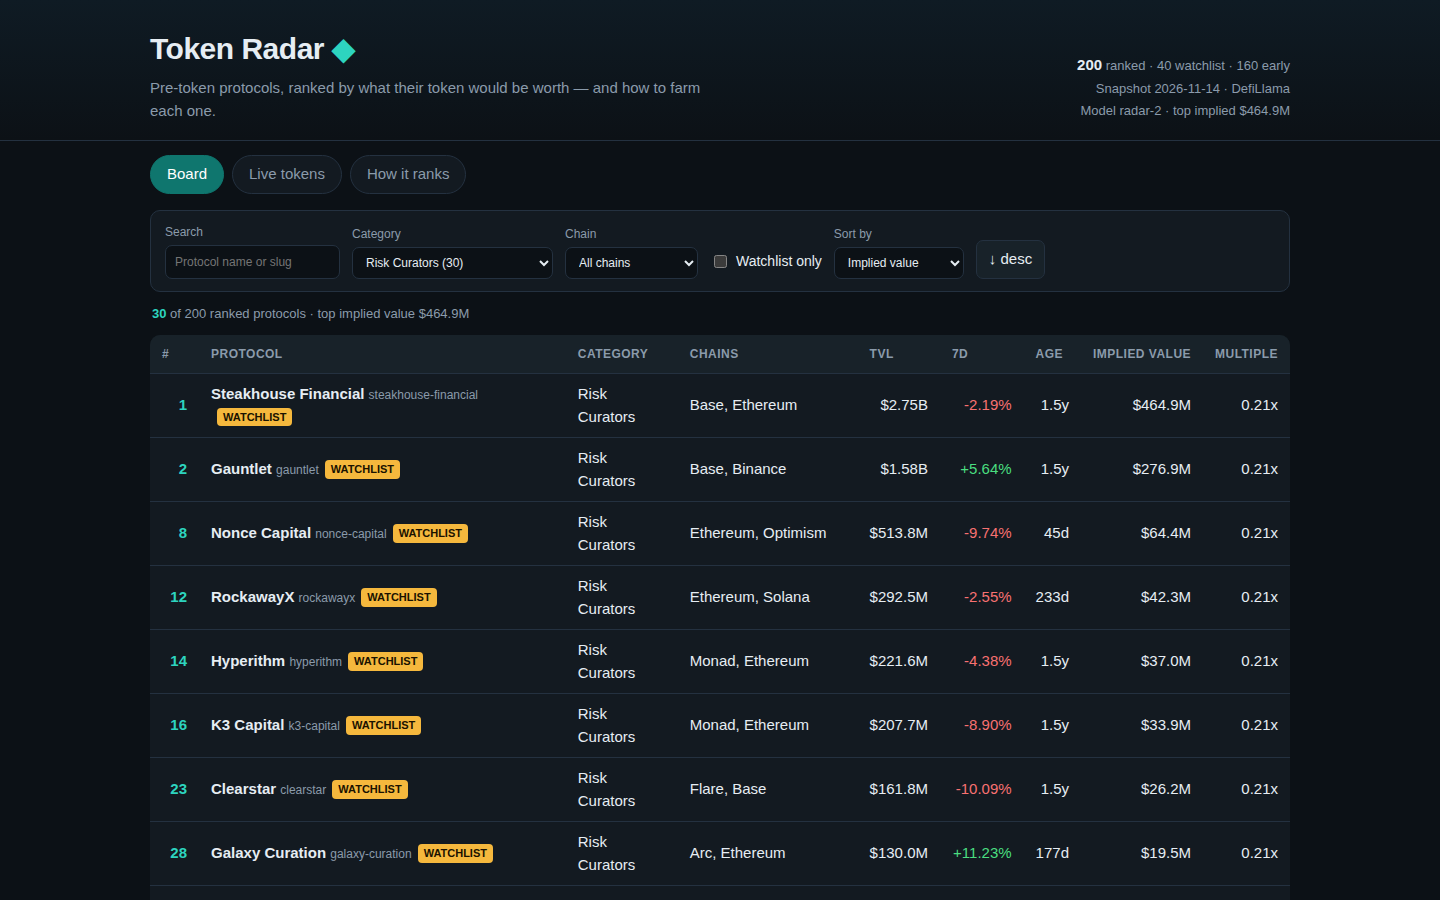 Token Radar
Pre-token protocols, ranked by what their token would be worth — and how to farm
each one.
200 ranked · 40 watchlist · 160 early
Snapshot 2026-11-14 · DefiLlama
Model radar-2 · top implied $464.9M
Board Live tokens How it ranks
Search Category Chain Sort by
Protocol name or slug Risk Curators (30) All chains Watchlist only Implied value ↓ desc
30 of 200 ranked protocols · top implied value $464.9M
# PROTOCOL CATEGORY CHAINS TVL 7D AGE IMPLIED VALUE MULTIPLE
1 Steakhouse Financial steakhouse-financial WATCHLIST Risk Curators Base, Ethereum $2.75B -2.19% 1.5y $464.9M 0.21x
2 Gauntlet gauntlet WATCHLIST Risk Curators Base, Binance $1.58B +5.64% 1.5y $276.9M 0.21x
8 Nonce Capital nonce-capital WATCHLIST Risk Curators Ethereum, Optimism $513.8M -9.74% 45d $64.4M 0.21x
12 RockawayX rockawayx WATCHLIST Risk Curators Ethereum, Solana $292.5M -2.55% 233d $42.3M 0.21x
14 Hyperithm hyperithm WATCHLIST Risk Curators Monad, Ethereum $221.6M -4.38% 1.5y $37.0M 0.21x
16 K3 Capital k3-capital WATCHLIST Risk Curators Monad, Ethereum $207.7M -8.90% 1.5y $33.9M 0.21x
23 Clearstar clearstar WATCHLIST Risk Curators Flare, Base $161.8M -10.09% 1.5y $26.2M 0.21x
28 Galaxy Curation galaxy-curation WATCHLIST Risk Curators Arc, Ethereum $130.0M +11.23% 177d $19.5M 0.21x